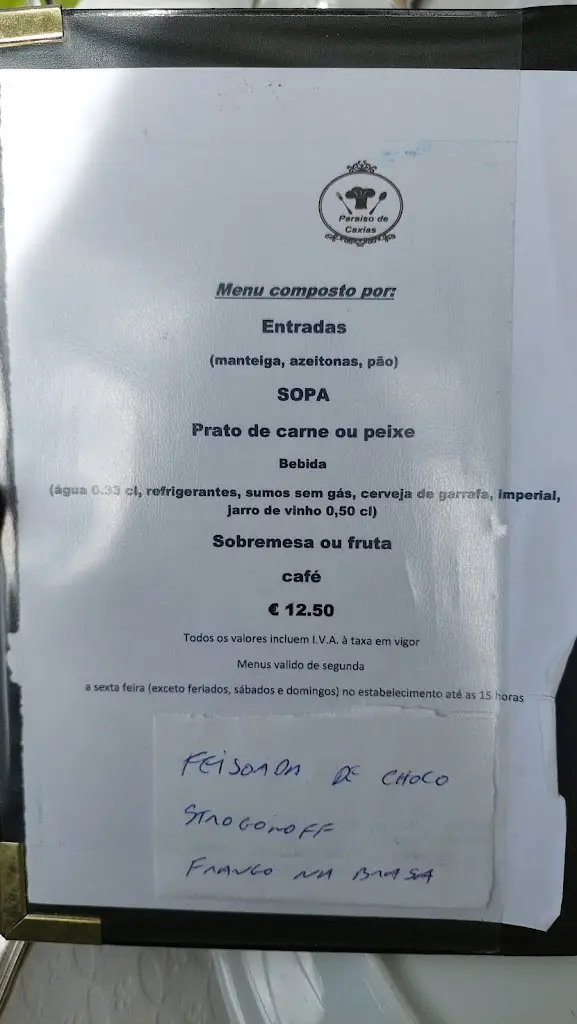 Paraíso de
Caxias
Menu composto por:
Entradas
(manteiga, azeitonas, pão)
SOPA
Prato de carne ou peixe
Bebida
(água 0.33 cl, refrigerantes, sumos sem gás, cerveja de garrafa, imperial,
jarro de vinho 0,50 cl)
Sobremesa ou fruta
café
€ 12.50
Todos os valores incluem I.V.A. à taxa em vigor
Menus valido de segunda
a sexta feira (exceto feriados, sábados e domingos) no estabelecimento até as 15 horas
FEIJOADA DE CHOCO
STROGONOFF
FRANGO NA BRASA